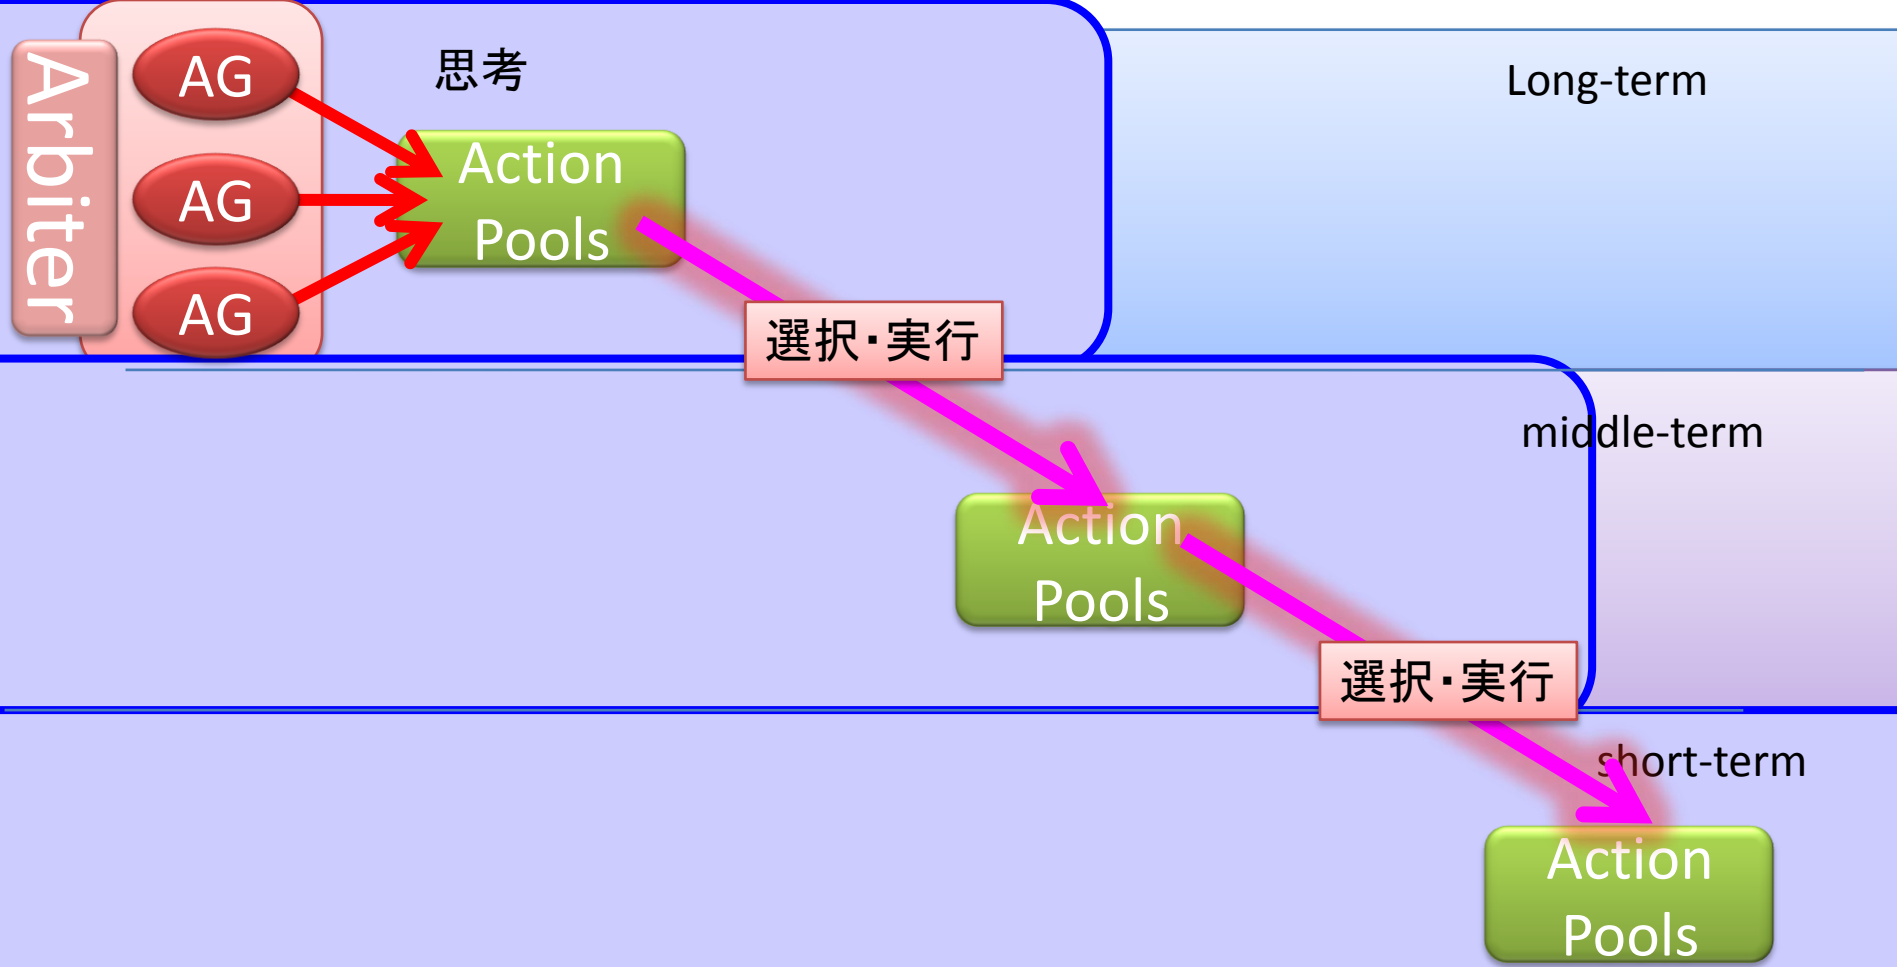 Arbiter
AG
AG
AG
思考
Action
Pools
Long-term
選択・実行
middle-term
Action
Pools
選択・実行
short-term
Action
Pools